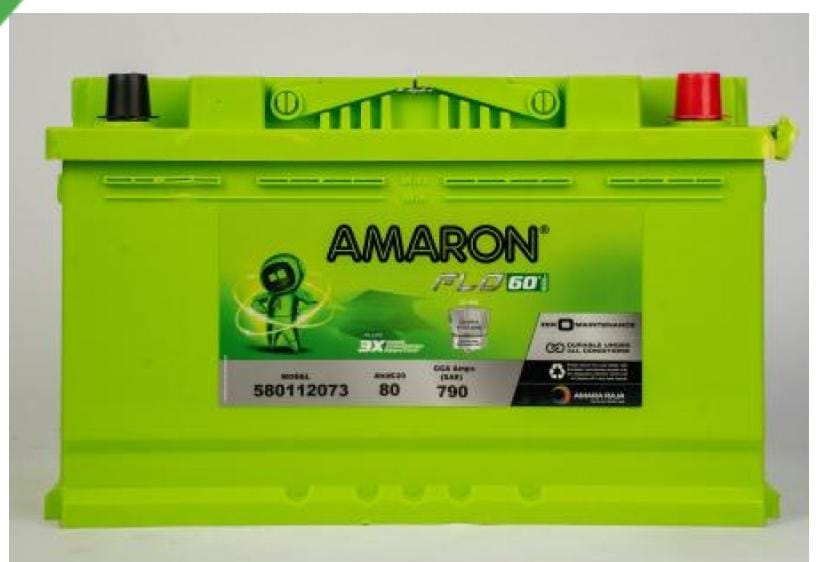 AMARON®
FLO 60
3X
ZERO MAINTENANCE
DURABLE UNDER
ALL CONDITIONS
MODEL
580112073
Ah@C20
80
CCA Amps
(SAE)
790
AMARA RAJA